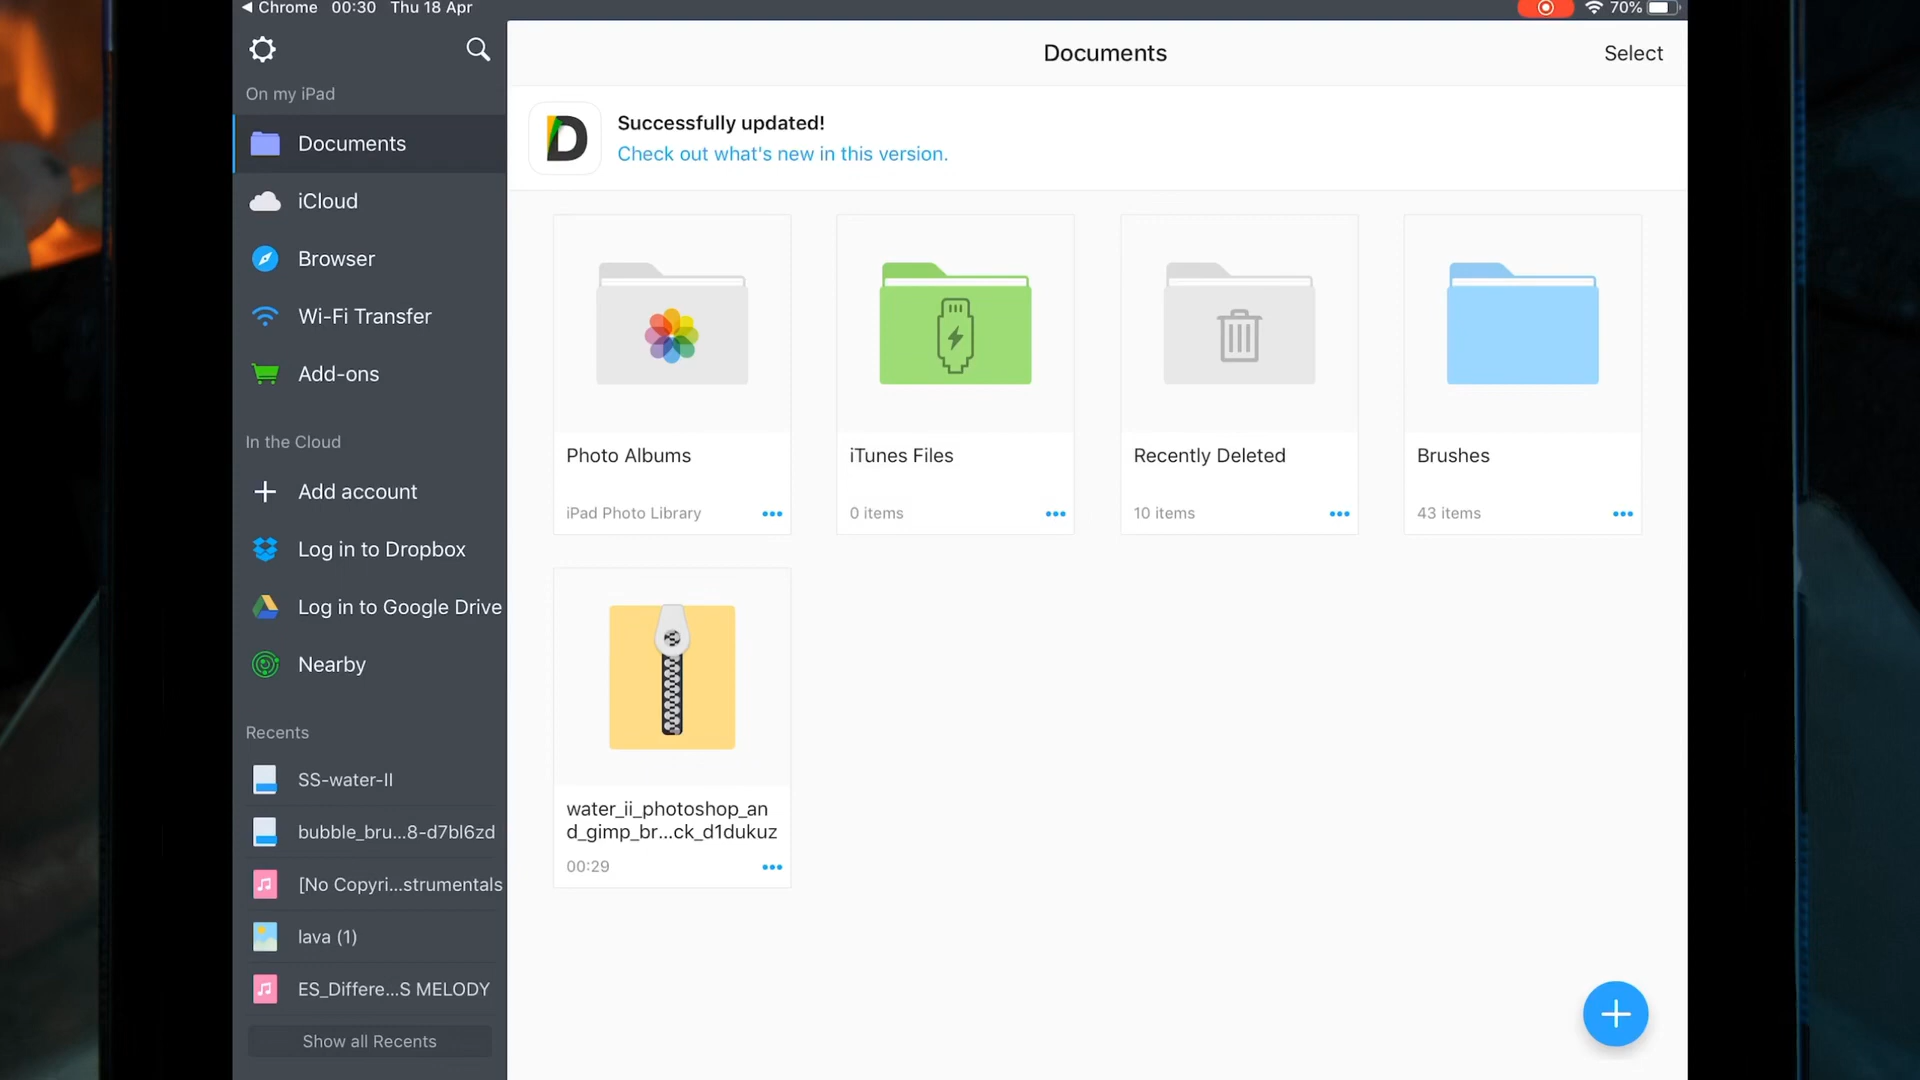 Chrome 00:30 Thu 18 Apr
70%
On my iPad
Documents
iCloud
Browser
Wi-Fi Transfer
Add-ons
In the Cloud
Add account
Log in to Dropbox
Log in to Google Drive
Nearby
Recents
SS-water-II
bubble_bru...8-d7bl6zd
[No Copyri...strumentals
lava (1)
ES_Differe...S MELODY
Show all Recents
Documents
Select
D
Successfully updated!
Check out what's new in this version.
Photo Albums
iPad Photo Library
iTunes Files
0 items
Recently Deleted
10 items
Brushes
43 items
water_ii_photoshop_an
d_gimp_br...ck_d1dukuz
00:29